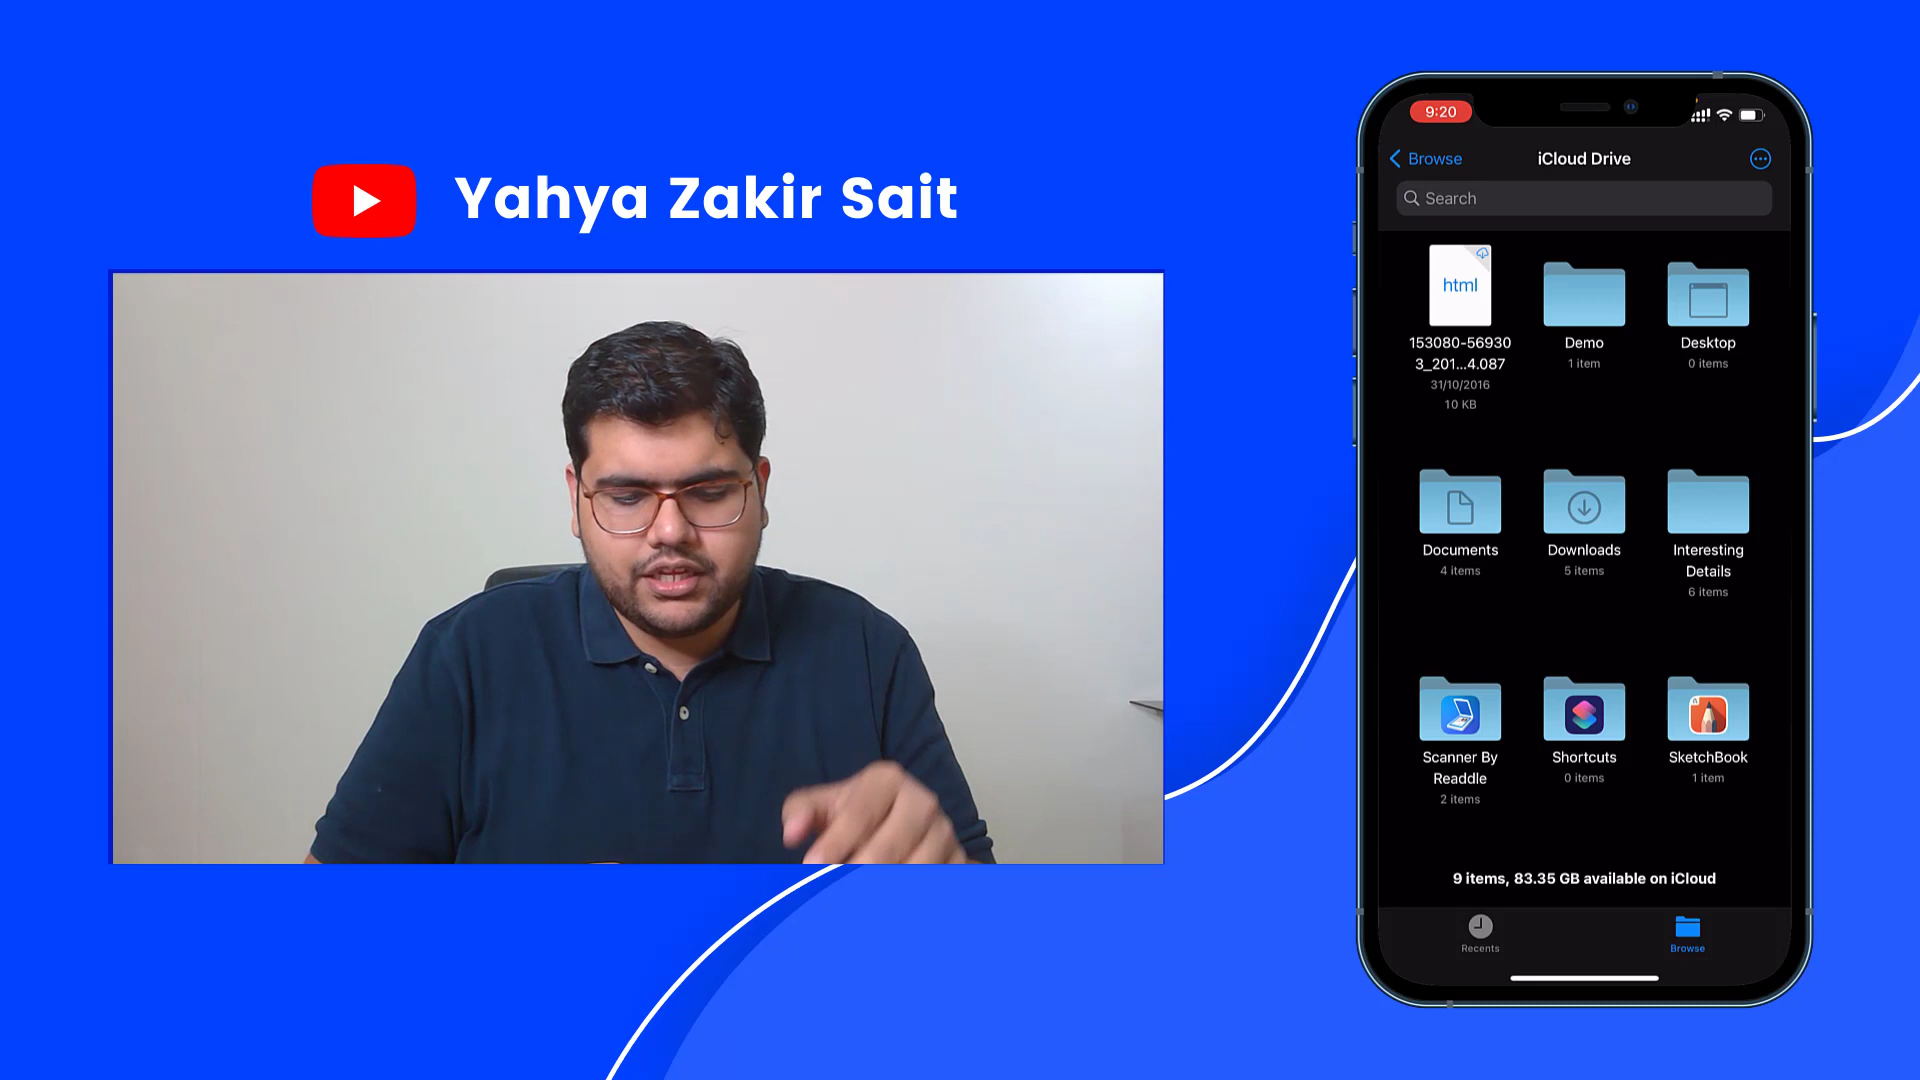 Yahya Zakir Sait
9:20
Browse
iCloud Drive
Search
html
153080-56930
3_201...4.087
31/10/2016
10 KB
Demo
1 item
Desktop
0 items
Documents
4 items
Downloads
5 items
Interesting
Details
6 items
Scanner By
Readdle
2 items
Shortcuts
0 items
SketchBook
1 item
9 items, 83.35 GB available on iCloud
Recents
Browse